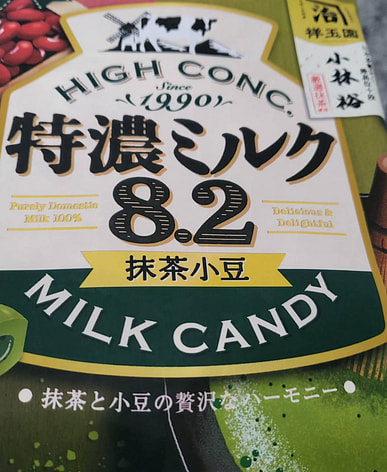 祥玉園
小林 裕
HIGH CONC.
Since
1990
特濃ミルク
8.2
Purely Domestic
Milk 100%
Delicious &
Delightful
抹茶小豆
MILK CANDY
抹茶と小豆の贅沢なハーモニー